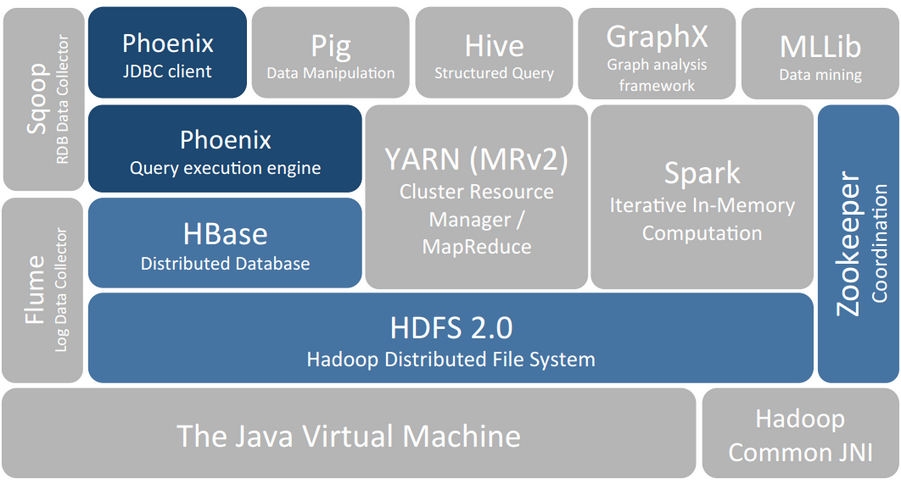 Sqoop
RDB Data Collector
Phoenix
JDBC client
Pig
Data Manipulation
Hive
Structured Query
GraphX
Graph analysis
framework
MLLib
Data mining
Phoenix
Query execution engine
YARN (MRv2)
Cluster Resource
Manager /
MapReduce
Spark
Iterative In-Memory
Computation
Zookeeper
Coordination
Flume
Log Data Collector
HBase
Distributed Database
HDFS 2.0
Hadoop Distributed File System
The Java Virtual Machine
Hadoop
Common JNI